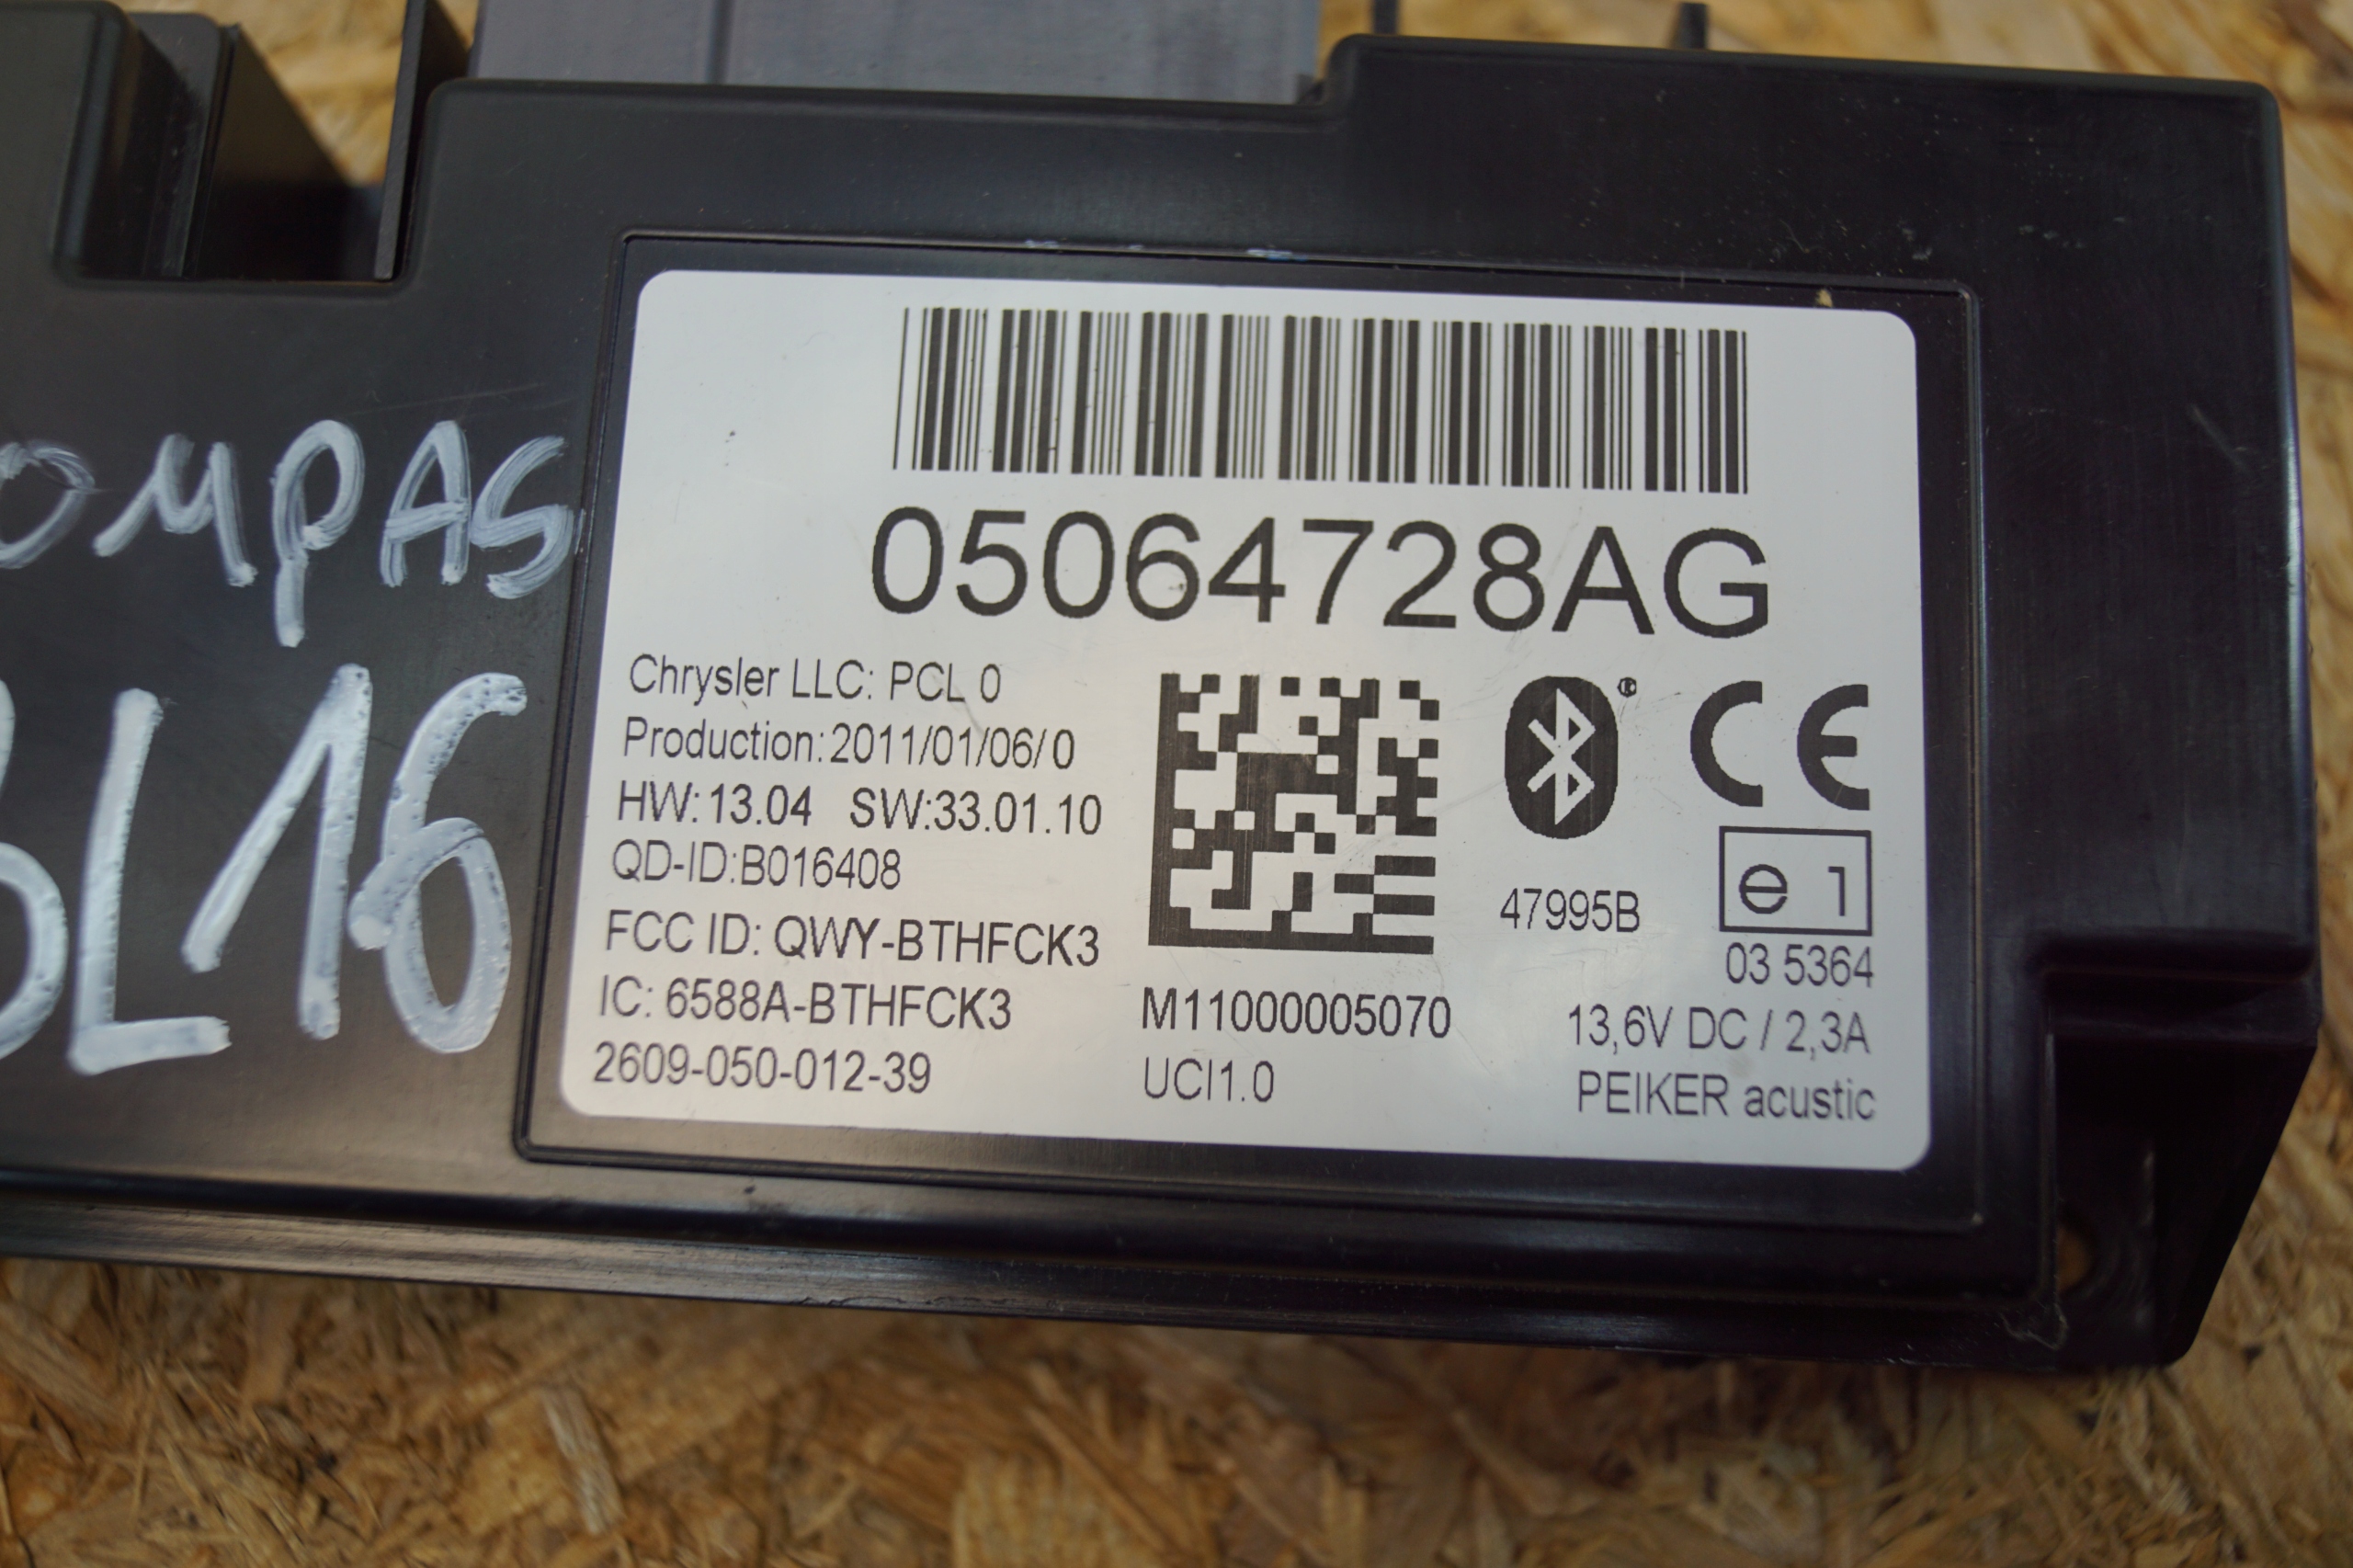 05064728AG
Chrysler LLC: PCL 0
Production: 2011/01/06/0
HW: 13.04 SW:33.01.10
QD-ID:B016408
FCC ID: QWY-BTHFCK3
IC: 6588A-BTHFCK3
2609-050-012-39
M11000005070
UCI1.0
®
47995B
CE
e 1
03 5364
13,6V DC / 2,3A
PEIKER acustic
OMPAS
L16